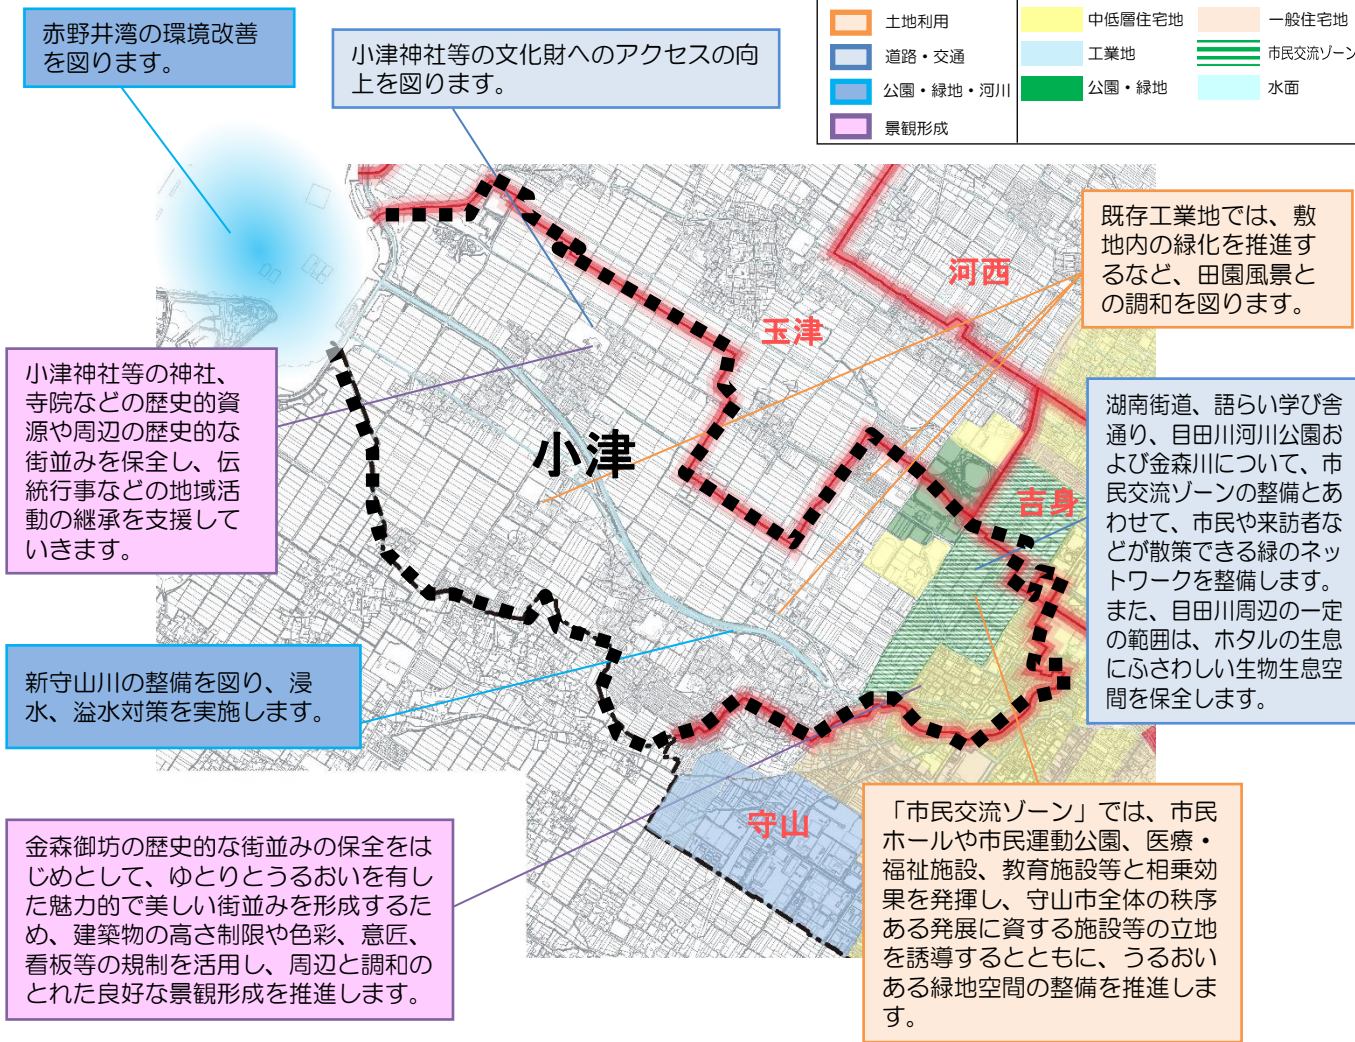 赤野井湾の環境改善
を図ります。
小津神社等の文化財へのアクセスの向
上を図ります。
土地利用
道路・交通
公園・緑地・河川
景観形成
中低層住宅地
一般住宅地
工業地
市民交流ゾーン
公園・緑地
水面
既存工業地では、敷
地内の緑化を推進す
るなど、田園風景と
の調和を図ります。
河西
玉津
小津
吉身
守山
小津神社等の神社、
寺院などの歴史的資
源や周辺の歴史的な
街並みを保全し、伝
統行事などの地域活
動の継承を支援して
いきます。
湖南街道、語らい学び舎
通り、目田川河川公園お
よび金森川について、市
民交流ゾーンの整備とあ
わせて、市民や来訪者な
どが散策できる緑のネッ
トワークを整備します。
また、目田川周辺の一定
の範囲は、ホタルの生息
にふさわしい生物生息空
間を保全します。
新守山川の整備を図り、浸
水、溢水対策を実施します。
金森御坊の歴史的な街並みの保全をは
じめとして、ゆとりとうるおいを有し
た魅力的で美しい街並みを形成するた
め、建築物の高さ制限や色彩、意匠、
看板等の規制を活用し、周辺と調和の
とれた良好な景観形成を推進します。
「市民交流ゾーン」では、市民
ホールや市民運動公園、医療・
福祉施設、教育施設等と相乗効
果を発揮し、守山市全体の秩序
ある発展に資する施設等の立地
を誘導するとともに、うるおい
ある緑地空間の整備を推進しま
す。